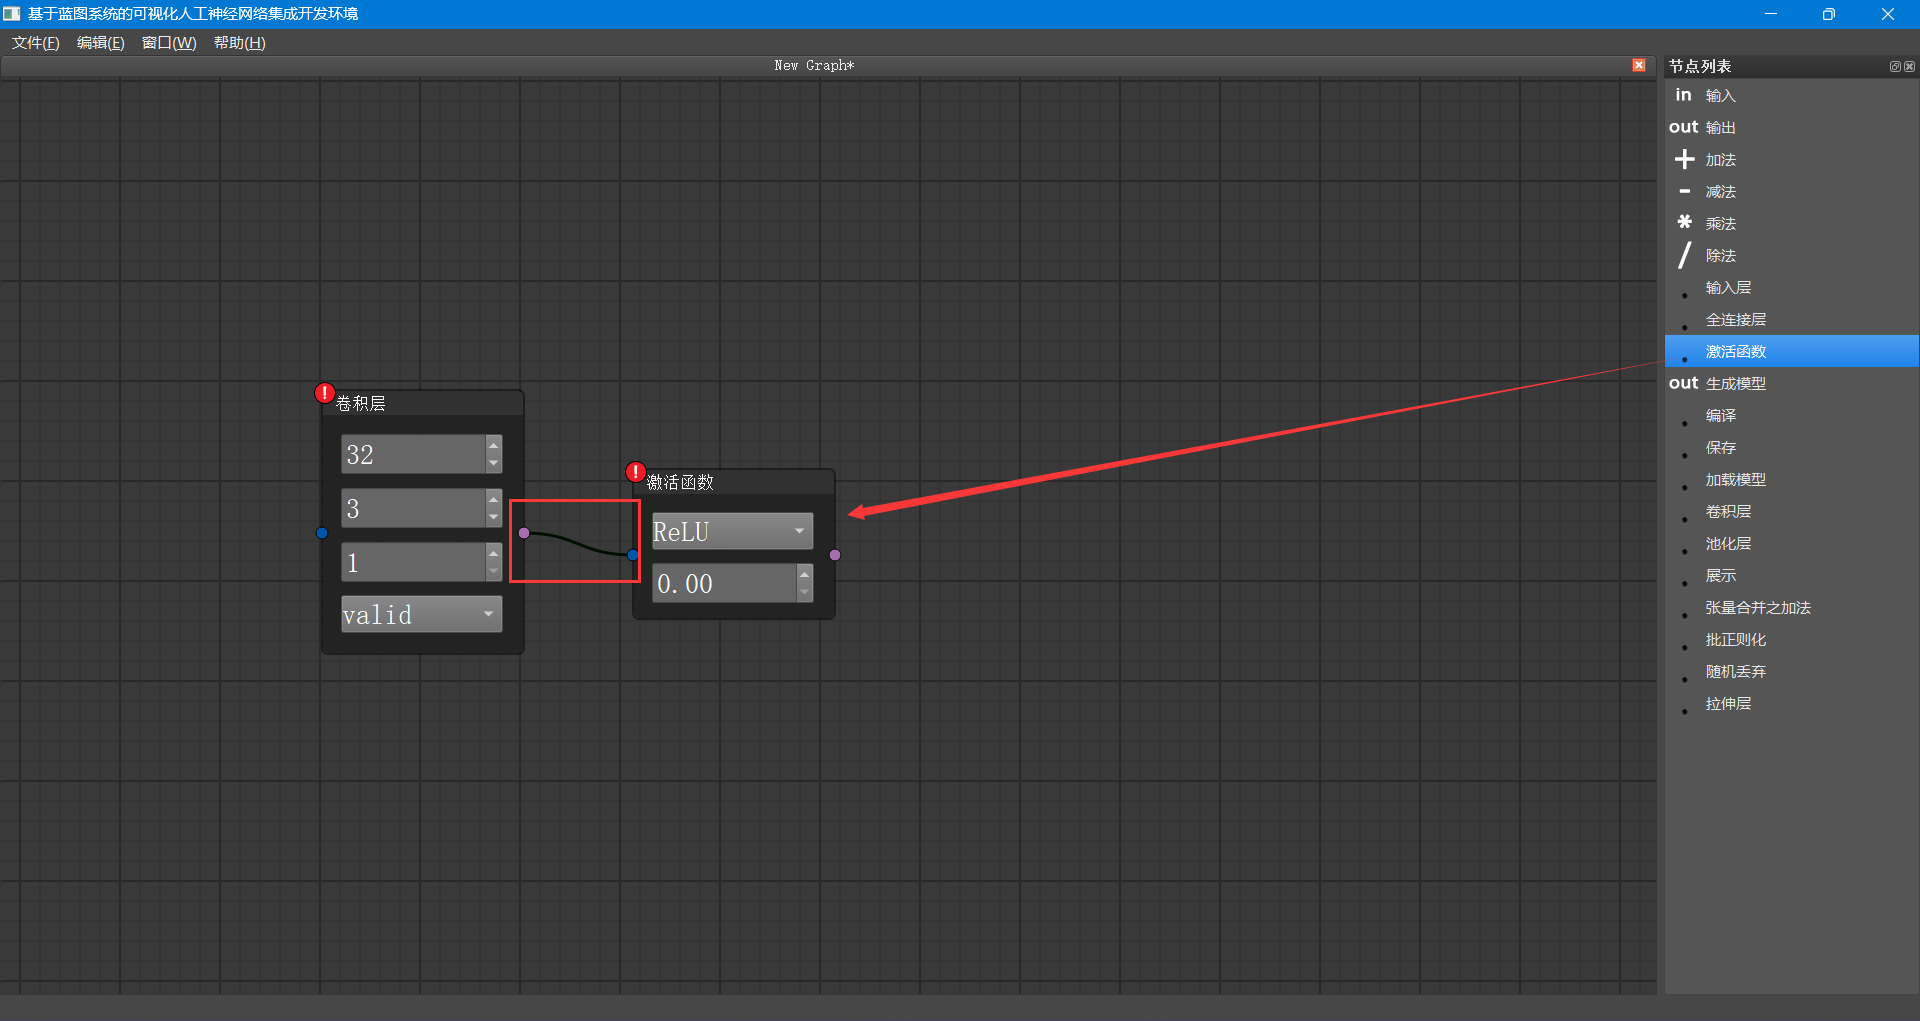 基于蓝图系统的可视化人工神经网络集成开发环境
文件(F) 编辑(E) 窗口(W) 帮助(H)
New Graph*
节点列表
in 输入
out 输出
+ 加法
- 减法
* 乘法
/ 除法
输入层
全连接层
激活函数
out 生成模型
编译
保存
加载模型
卷积层
池化层
展示
张量合并之加法
批正则化
随机丢弃
拉伸层
! 卷积层
32
3
1
valid
! 激活函数
ReLU
0.00